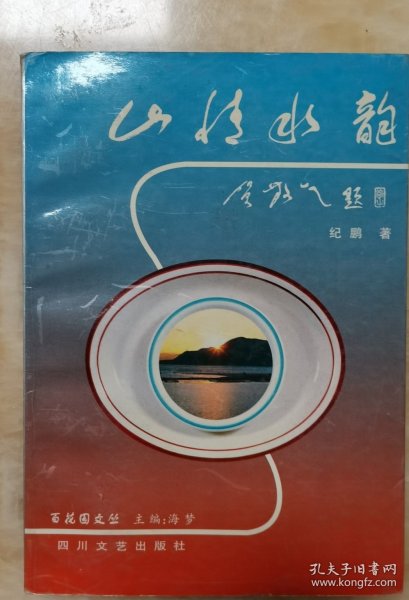 山情水韵
题
纪鹏 著
百花园文丛 主编:海梦
四川文艺出版社
孔夫子旧书网
www.kongfz.com